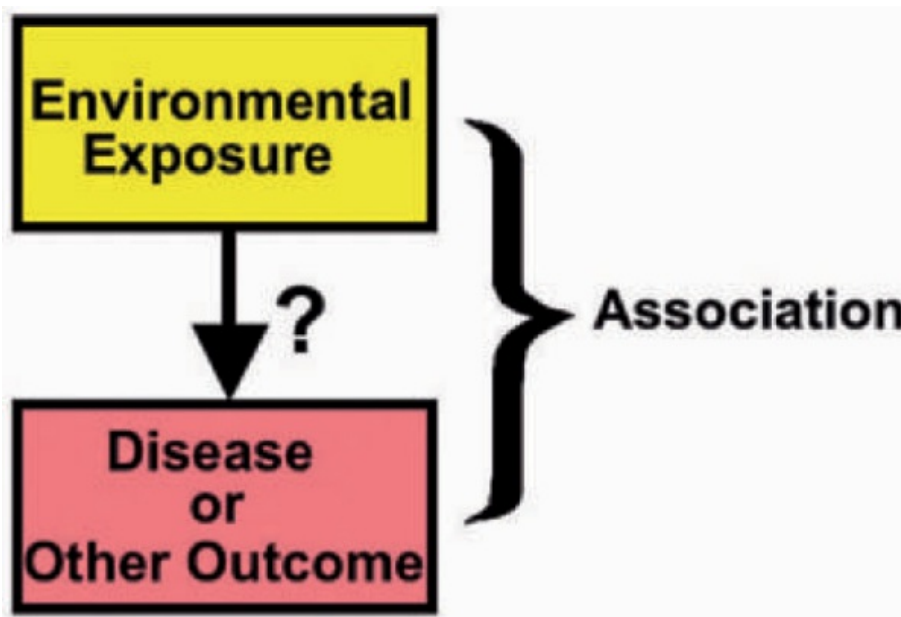 Environmental
Exposure
?
Association
Disease
or
Other Outcome